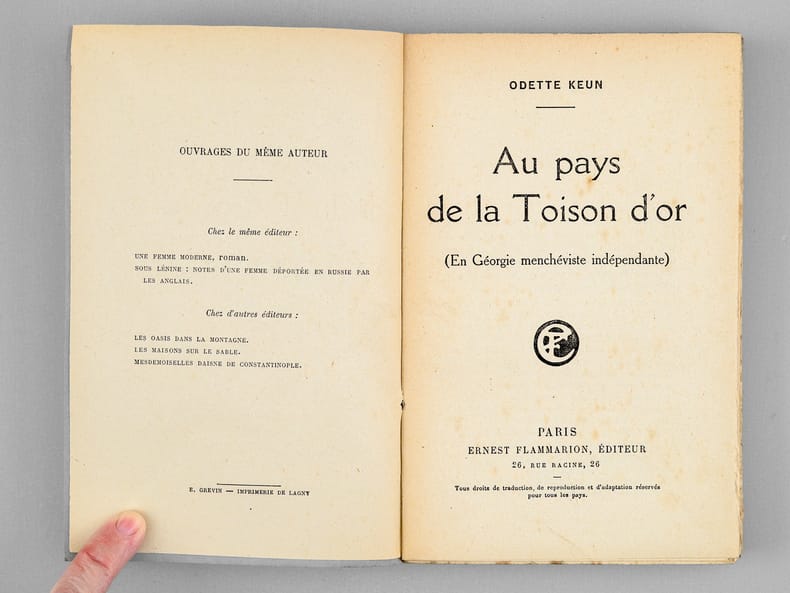 OUVRAGES DU MÊME AUTEUR
Chez le même éditeur :
UNE FEMME MODERNE, roman.
SOUS LÉNINE : NOTES D'UNE FEMME DÉPORTÉE EN RUSSIE PAR
LES ANGLAIS.
Chez d'autres éditeurs :
LES OASIS DANS LA MONTAGNE.
LES MAISONS SUR LE SABLE.
MESDEMOISELLES DAISNE DE CONSTANTINOPLE.
E. GREVIN — IMPRIMERIE DE LAGNY
ODETTE KEUN
Au pays
de la Toison d'or
(En Géorgie menchéviste indépendante)
EF
PARIS
ERNEST FLAMMARION, ÉDITEUR
26, RUE RACINE, 26
Tous droits de traduction, de reproduction et d'adaptation réservés
pour tous les pays.